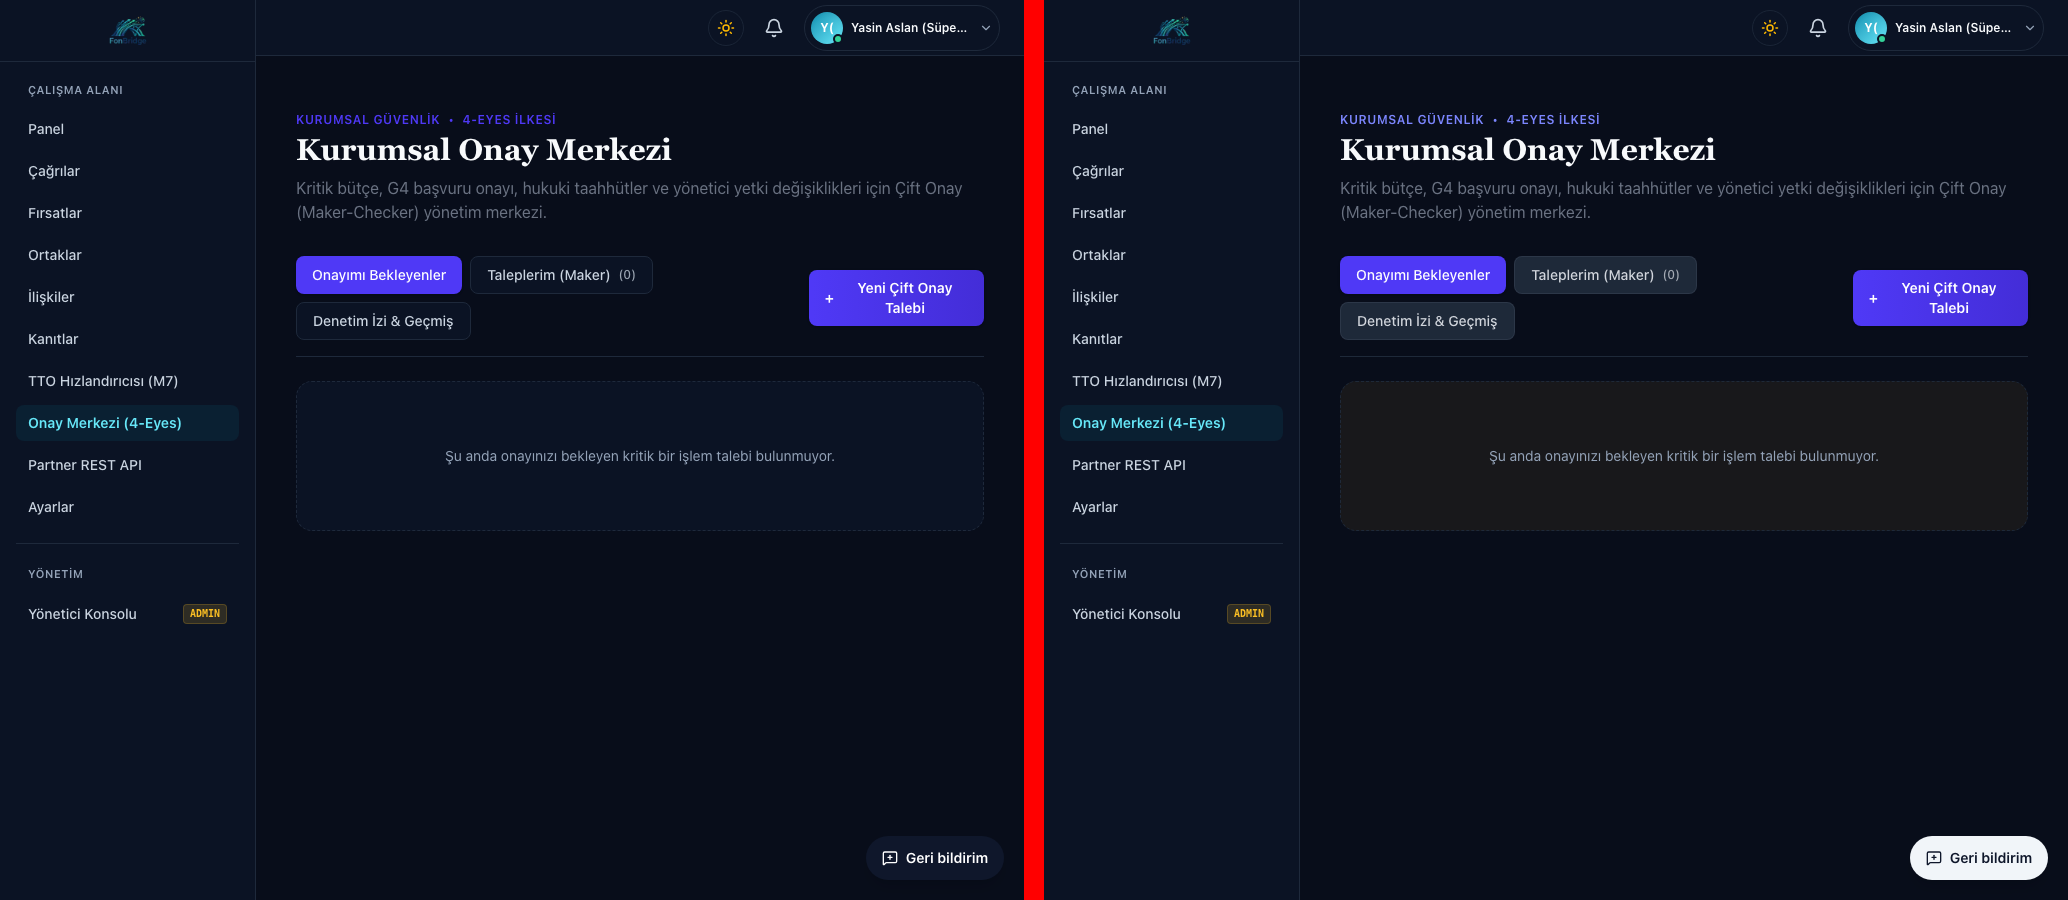 FonBridge
Y( Yasin Aslan (Süpe...
ÇALIŞMA ALANI
Panel
Çağrılar
Fırsatlar
Ortaklar
İlişkiler
Kanıtlar
TTO Hızlandırıcısı (M7)
Onay Merkezi (4-Eyes)
Partner REST API
Ayarlar
YÖNETİM
Yönetici Konsolu ADMIN
KURUMSAL GÜVENLİK • 4-EYES İLKESİ
Kurumsal Onay Merkezi
Kritik bütçe, G4 başvuru onayı, hukuki taahhütler ve yönetici yetki değişiklikleri için Çift Onay
(Maker-Checker) yönetim merkezi.
Onayımı Bekleyenler
Taleplerim (Maker) (0)
Denetim İzi & Geçmiş
+ Yeni Çift Onay
Talebi
Şu anda onayınızı bekleyen kritik bir işlem talebi bulunmuyor.
Geri bildirim
FonBridge
Y( Yasin Aslan (Süpe...
ÇALIŞMA ALANI
Panel
Çağrılar
Fırsatlar
Ortaklar
İlişkiler
Kanıtlar
TTO Hızlandırıcısı (M7)
Onay Merkezi (4-Eyes)
Partner REST API
Ayarlar
YÖNETİM
Yönetici Konsolu ADMIN
KURUMSAL GÜVENLİK • 4-EYES İLKESİ
Kurumsal Onay Merkezi
Kritik bütçe, G4 başvuru onayı, hukuki taahhütler ve yönetici yetki değişiklikleri için Çift Onay
(Maker-Checker) yönetim merkezi.
Onayımı Bekleyenler
Taleplerim (Maker) (0)
Denetim İzi & Geçmiş
+ Yeni Çift Onay
Talebi
Şu anda onayınızı bekleyen kritik bir işlem talebi bulunmuyor.
Geri bildirim